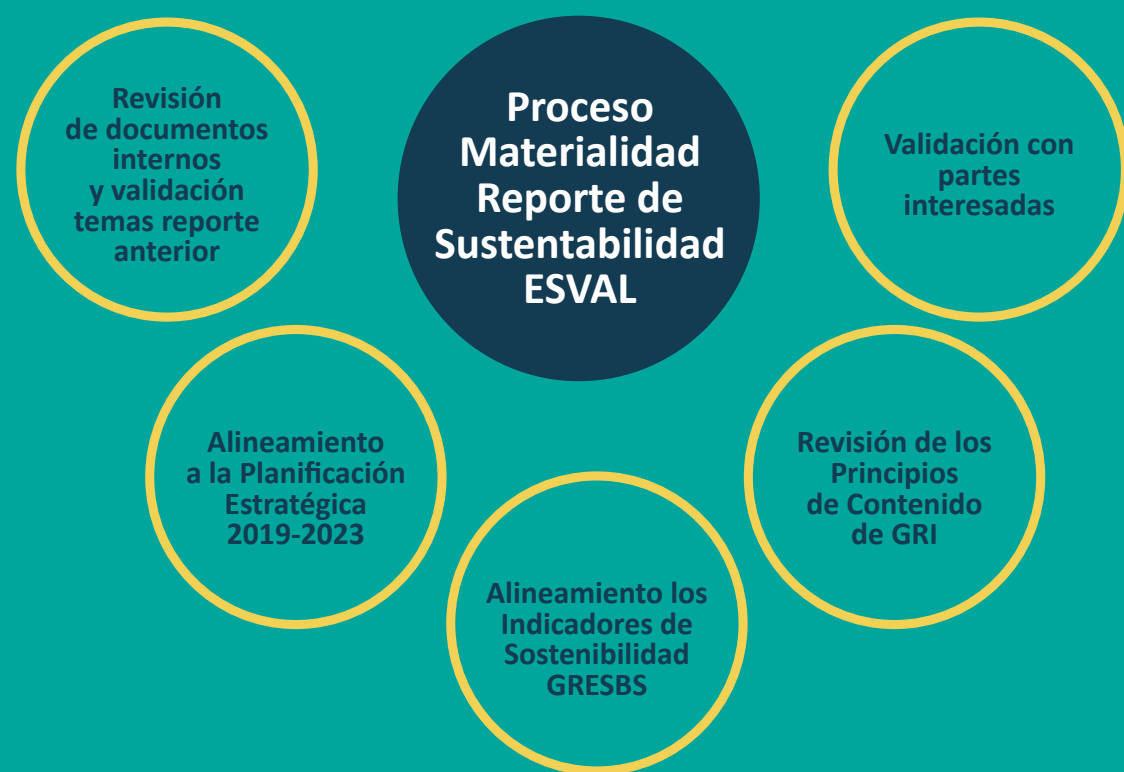 Proceso
Materialidad
Reporte de
Sustentabilidad
ESVAL
Revisión
de documentos
internos
y validación
temas reporte
anterior
Alineamiento
a la Planificación
Estratégica
2019-2023
Alineamiento los
Indicadores de
Sostenibilidad
GRESBS
Revisión de los
Principios
de Contenido
de GRI
Validación con
partes
interesadas